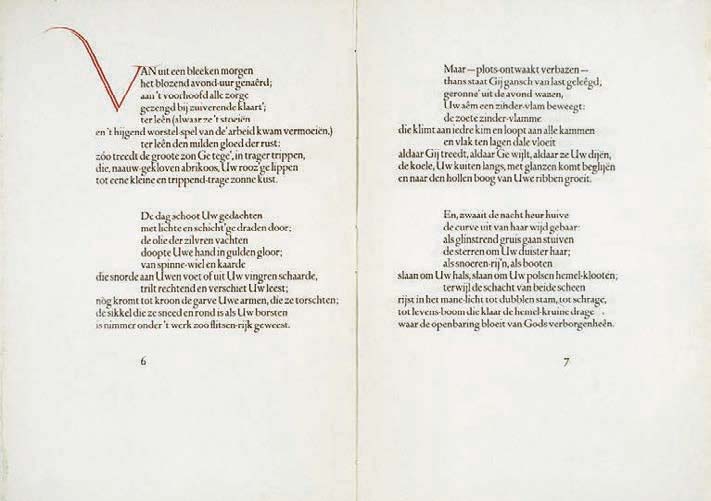 VAN uit een bleeken morgen
het blozend avond-uur genaêrd;
aan 't voorhoofd alle zorge
gezengd bij zuiverende klaart';
ter leên (alwaar ze 't stoeien
en 't hijgend worstel-spel van de' arbeid kwam vermoeien,)
ter leên den milden gloed der rust:
zóo treedt de groote zon Ge tege', in trager trippen,
die, naauw-gekloven abrikoos, Uw rooz'ge lippen
tot eene kleine en trippend-trage zonne kust.
De dag schoot Uw gedachten
met lichte en schicht'ge draden door;
de olie der zilvren vachten
doopte Uwe hand in gulden gloor;
van spinne-wiel en kaarde
die snorde aan Uwen voet of uit Uw vingren schaarde,
trilt rechtend en verschiet Uw leest;
nòg kromt tot kroon de garve Uwe armen, die ze torschten;
de sikkel die ze sneed en rond is als Uw borsten
is nimmer onder 't werk zoo flitsen-rijk geweest.
6
Maar — plots-ontwaakt verbazen —
thans staat Gij gansch van last geleêgd;
geronne' uit de avond-wazen,
Uw aêm een zinder-vlam beweegt:
de zoete zinder-vlamme
die klimt aan iedre kim en loopt aan alle kammen
en vlak ten lagen dale vloeit
aldaar Gij treedt, aldaar Ge wijlt, aldaar ze Uw dijen,
de koele, Uw kuiten langs, met glanzen komt beglijên
en naar den hollen boog van Uwe ribben groeit.
En, zwaait de nacht heur huive
de curve uit van haar wijd gebaar:
als glinstrend gruis gaan stuiven
de sterren om Uw duister haar;
als snoeren-rij'n, als booten
slaan om Uw hals, slaan om Uw polsen hemel-klooten;
terwijl de schacht van beide scheen
rijst in het mane-licht tot dubblen stam, tot schrage,
tot levens-boom die klaar de hemel-kruine drage
waar de openbaring bloeit van Gods verborgenheên.
7